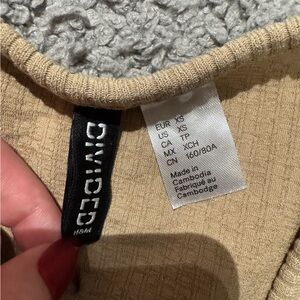 DIVIDED
H&M
EUR XS
US XS
CA TP
MX XCH
CN 160/80A
Made in
Cambodia
Fabriqué au
Cambodge